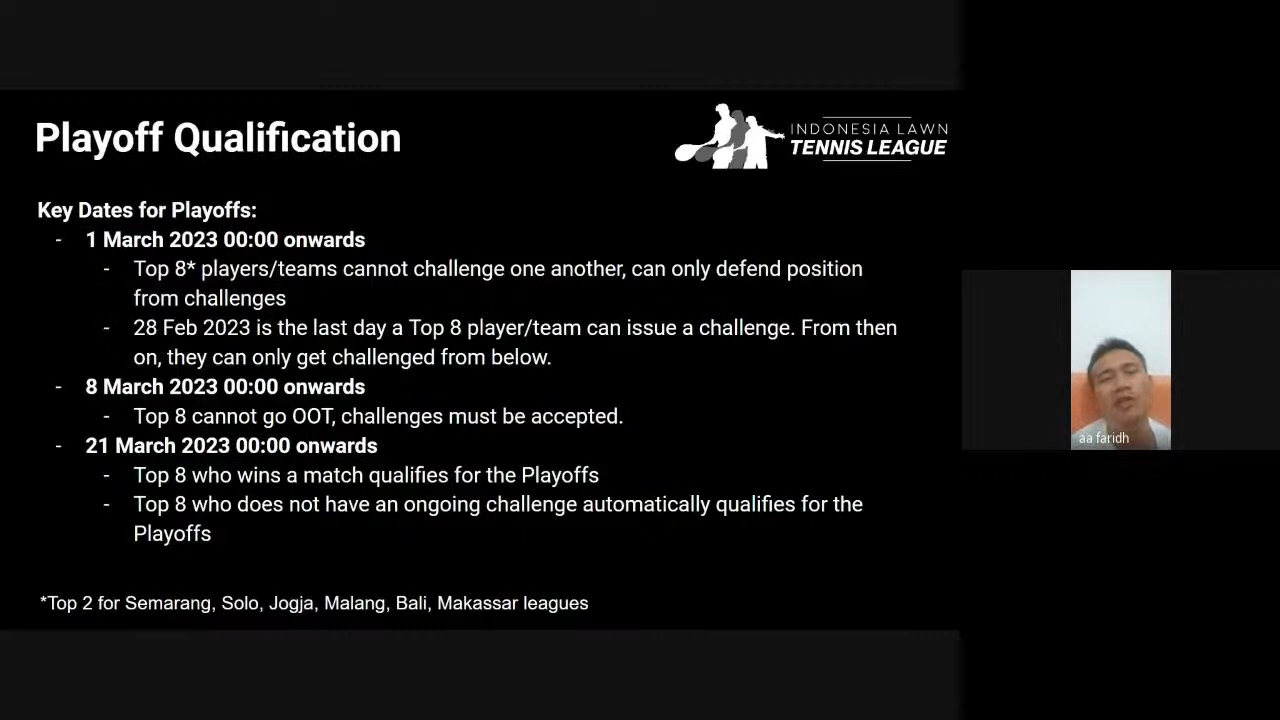 Playoff Qualification
INDONESIA LAWN
TENNIS LEAGUE
Key Dates for Playoffs:
- 1 March 2023 00:00 onwards
- Top 8* players/teams cannot challenge one another, can only defend position
from challenges
- 28 Feb 2023 is the last day a Top 8 player/team can issue a challenge. From then
on, they can only get challenged from below.
- 8 March 2023 00:00 onwards
- Top 8 cannot go OOT, challenges must be accepted.
- 21 March 2023 00:00 onwards
- Top 8 who wins a match qualifies for the Playoffs
- Top 8 who does not have an ongoing challenge automatically qualifies for the
Playoffs
*Top 2 for Semarang, Solo, Jogja, Malang, Bali, Makassar leagues
aa faridh